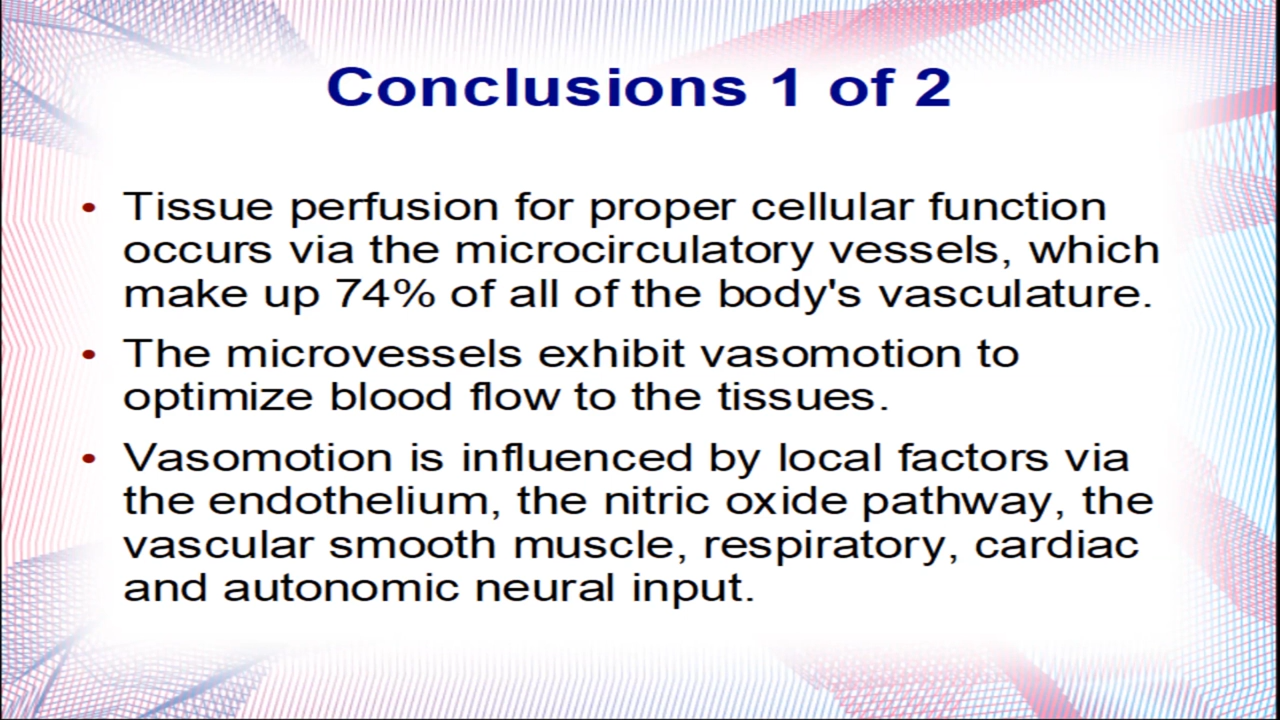 Conclusions 1 of 2
• Tissue perfusion for proper cellular function
occurs via the microcirculatory vessels, which
make up 74% of all of the body's vasculature.
• The microvessels exhibit vasomotion to
optimize blood flow to the tissues.
• Vasomotion is influenced by local factors via
the endothelium, the nitric oxide pathway, the
vascular smooth muscle, respiratory, cardiac
and autonomic neural input.